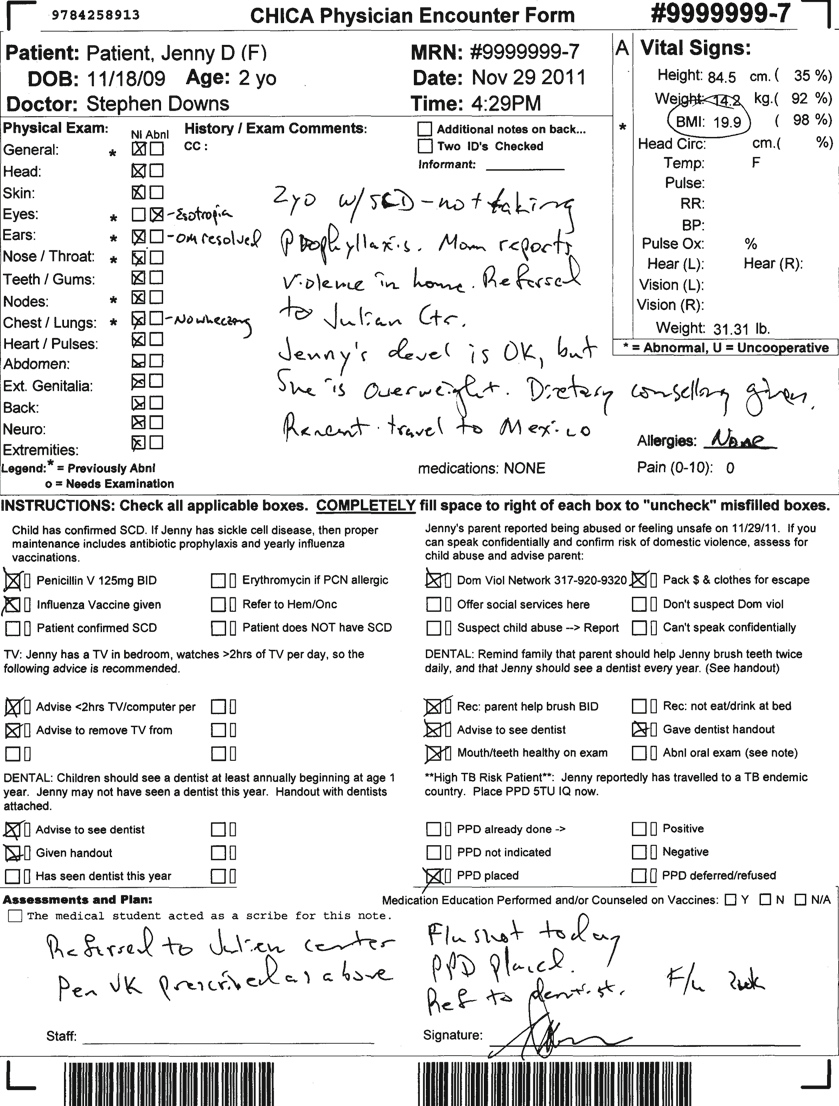 9784258913 CHICA Physician Encounter Form #9999999-7
Patient: Patient, Jenny D (F) MRN: #9999999-7
DOB: 11/18/09 Age: 2 yo Date: Nov 29 2011
Doctor: Stephen Downs Time: 4:29PM
A Vital Signs:
Height: 84.5 cm. ( 35 %)
Weight: 14.2 kg.( 92 %)
* BMI: 19.9 ( 98 %)
Head Circ: cm.( %)
Temp: F
Pulse:
RR:
BP:
Pulse Ox: %
Hear (L): Hear (R):
Vision (L):
Vision (R):
Weight: 31.31 lb.
* = Abnormal, U = Uncooperative
Physical Exam: Nl Abnl
General: *
Head:
Skin:
Eyes: * - Esotropia
Ears: * - OM resolved
Nose / Throat: *
Teeth / Gums:
Nodes: *
Chest / Lungs: * - No wheezing
Heart / Pulses:
Abdomen:
Ext. Genitalia:
Back:
Neuro:
Extremities:
Legend: * = Previously Abnl
o = Needs Examination
History / Exam Comments:
CC :
Additional notes on back...
Two ID's Checked
Informant:
2yo w/ SCD - not taking
Prophyllaxis. Mom reports
Violence in home. Referral
to Julian Ctr.
Jenny's devel is OK, but
She is overweight. Dietary counselling given.
Recent travel to Mexico
medications: NONE
Allergies: None
Pain (0-10): 0
INSTRUCTIONS: Check all applicable boxes. COMPLETELY fill space to right of each box to "uncheck" misfilled boxes.
Child has confirmed SCD. If Jenny has sickle cell disease, then proper
maintenance includes antibiotic prophylaxis and yearly influenza
vaccinations.
Penicillin V 125mg BID Erythromycin if PCN allergic
Influenza Vaccine given Refer to Hem/Onc
Patient confirmed SCD Patient does NOT have SCD
Jenny's parent reported being abused or feeling unsafe on 11/29/11. If you
can speak confidentially and confirm risk of domestic violence, assess for
child abuse and advise parent:
Dom Viol Network 317-920-9320 Pack $ & clothes for escape
Offer social services here Don't suspect Dom viol
Suspect child abuse --> Report Can't speak confidentially
TV: Jenny has a TV in bedroom, watches >2hrs of TV per day, so the
following advice is recommended.
Advise <2hrs TV/computer per
Advise to remove TV from
DENTAL: Remind family that parent should help Jenny brush teeth twice
daily, and that Jenny should see a dentist every year. (See handout)
Rec: parent help brush BID Rec: not eat/drink at bed
Advise to see dentist Gave dentist handout
Mouth/teeth healthy on exam Abnl oral exam (see note)
DENTAL: Children should see a dentist at least annually beginning at age 1
year. Jenny may not have seen a dentist this year. Handout with dentists
attached.
Advise to see dentist
Given handout
Has seen dentist this year
**High TB Risk Patient**: Jenny reportedly has travelled to a TB endemic
country. Place PPD 5TU IQ now.
PPD already done -> Positive
PPD not indicated Negative
PPD placed PPD deferred/refused
Assessments and Plan: Medication Education Performed and/or Counseled on Vaccines: Y N N/A
The medical student acted as a scribe for this note.
Referred to Julien center
Pen VK prescribed as above
Flu shot today
PPD placed.
Ref to dentist. F/u 2wk
Staff:
Signature: